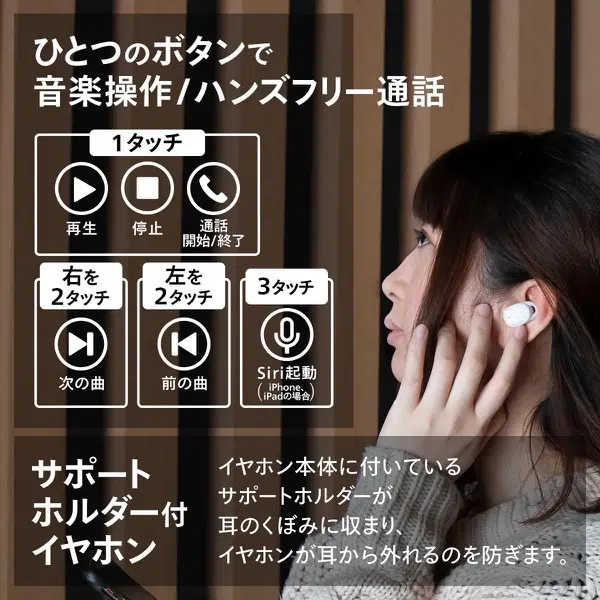 ひとつのボタンで
音楽操作/ハンズフリー通話
1タッチ
再生
停止
通話
開始/終了
右を
2タッチ
次の曲
左を
2タッチ
前の曲
3タッチ
Siri起動
(iPhone、
iPadの場合)
サポート
ホルダー付
イヤホン
イヤホン本体に付いている
サポートホルダーが
耳のくぼみに収まり、
イヤホンが耳から外れるのを防ぎます。